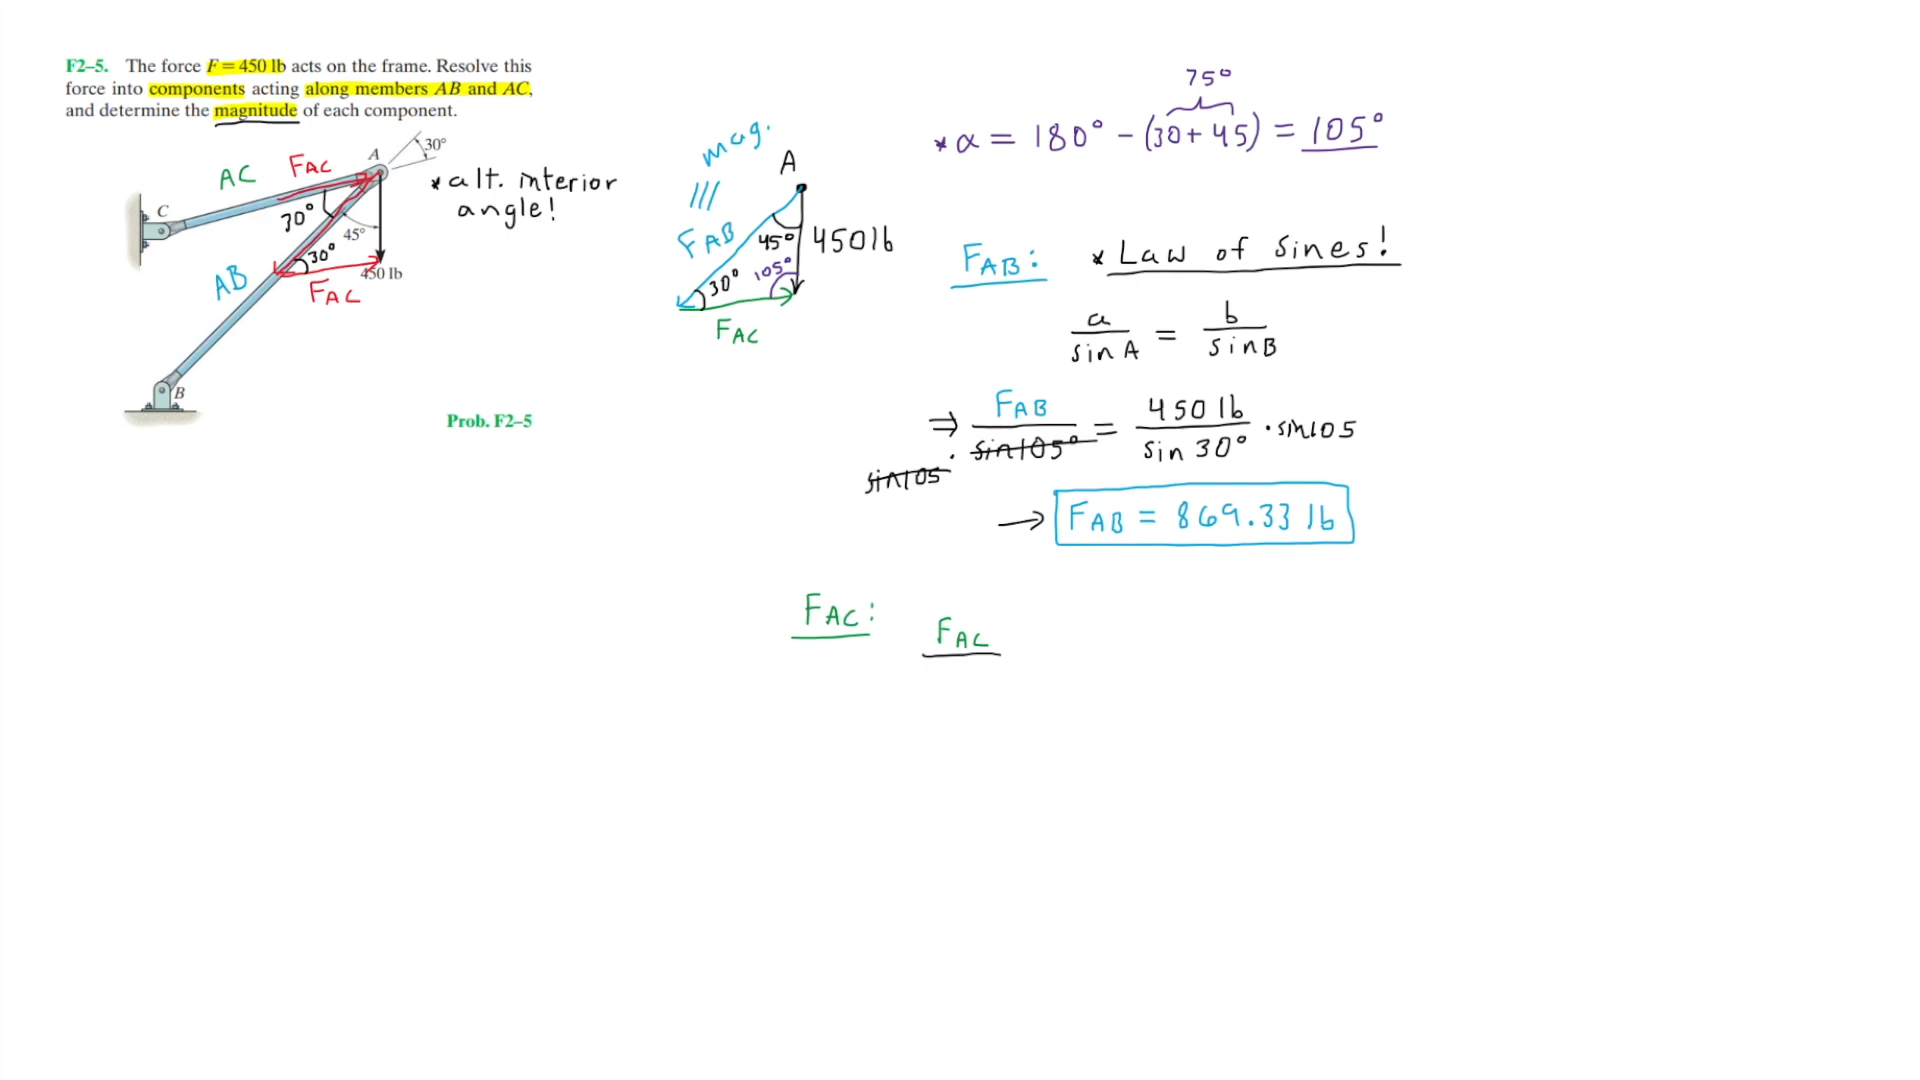 F2–5. The force F = 450 lb acts on the frame. Resolve this
force into components acting along members AB and AC,
and determine the magnitude of each component.
A
30°
AC
FAC
C
30°
45°
30°
450 lb
AB
FAC
B
Prob. F2–5
* alt. interior
angle!
mag.
A
FAB
45°
450 lb
30°
105°
FAC
75°
* α = 180° - (30 + 45) = 105°
FAB: * Law of sines!
a/sin A = b/sin B
⇒ FAB/sin105° = 450 lb/sin 30° · sin105
· sin105
→ FAB = 869.33 lb
FAC: FAC